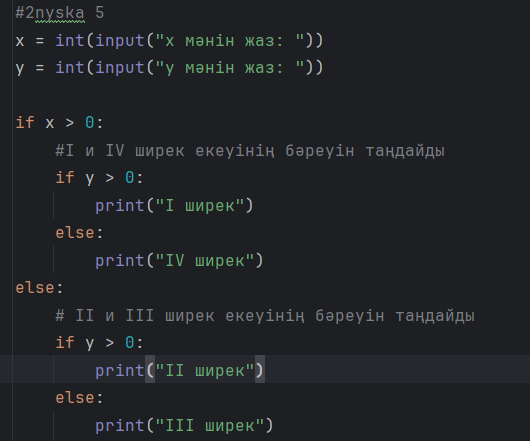 #2nyska 5
x = int(input("x мәнін жаз: "))
y = int(input("y мәнін жаз: "))
if x > 0:
#I и IV ширек екеуінің бәреуін таңдайды
if y > 0:
print("I ширек")
else:
print("IV ширек")
else:
# II и III ширек екеуінің бәреуін таңдайды
if y > 0:
print("II ширек")
else:
print("III ширек")